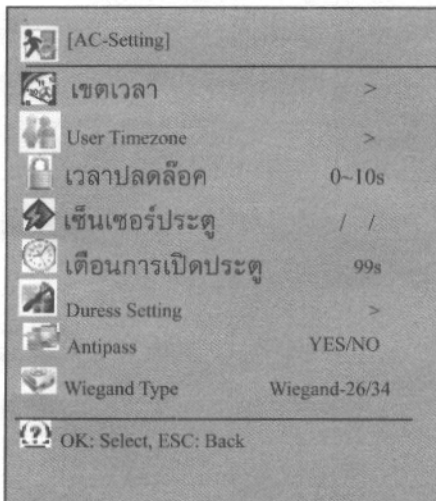 [AC-Setting]
เขตเวลา >
User Timezone >
เวลาปลดล๊อค 0~10s
เซ็นเซอร์ประตู / /
เตือนการเปิดประตู 99s
Duress Setting >
Antipass YES/NO
Wiegand Type Wiegand-26/34
(?) OK: Select, ESC: Back